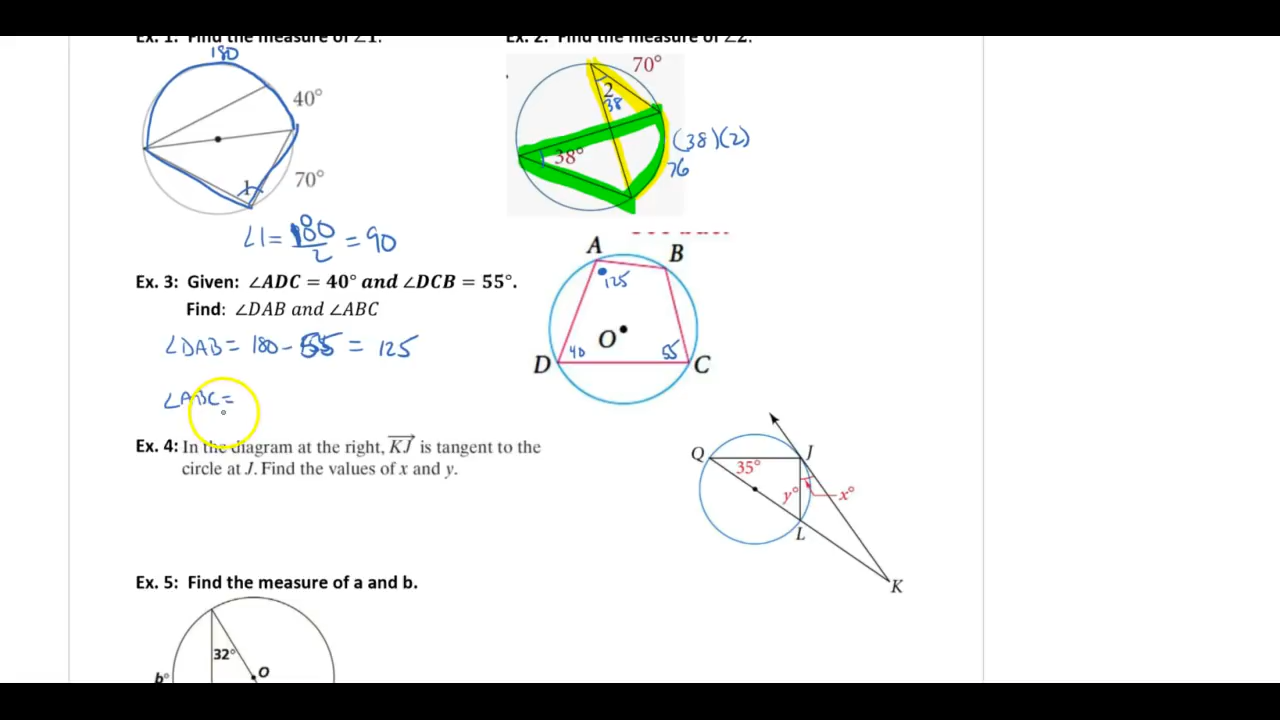 Ex. 1: Find the measure of ∠1.
Ex. 2: Find the measure of ∠2.
180
40°
1
70°
∠1 = 180/2 = 90
70°
2
38
38°
(38)(2)
76
Ex. 3: Given: ∠ADC = 40° and ∠DCB = 55°.
Find: ∠DAB and ∠ABC
∠DAB = 180 - 55 = 125
∠ABC =
A
B
125
O
D
40
55
C
Ex. 4: In the diagram at the right, KJ is tangent to the
circle at J. Find the values of x and y.
Q
J
35°
y°
x°
L
K
Ex. 5: Find the measure of a and b.
32°
O
b°